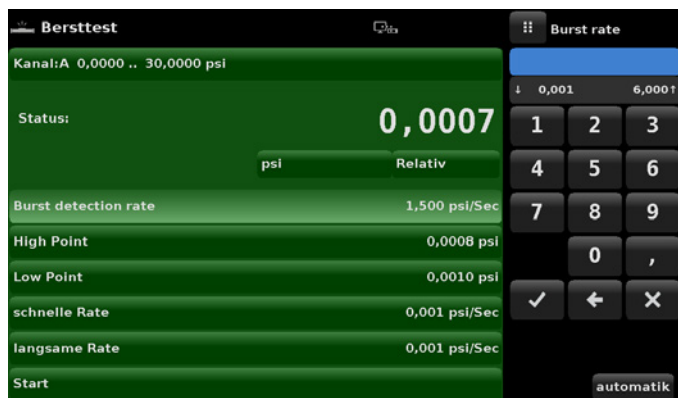 Bersttest
Kanal:A 0,0000 .. 30,0000 psi
Status:
0,0007
psi Relativ
Burst detection rate 1,500 psi/Sec
High Point 0,0008 psi
Low Point 0,0010 psi
schnelle Rate 0,001 psi/Sec
langsame Rate 0,001 psi/Sec
Start
Burst rate
↓ 0,001 6,000↑
1 2 3
4 5 6
7 8 9
0 ,
✓ ← ×
automatik